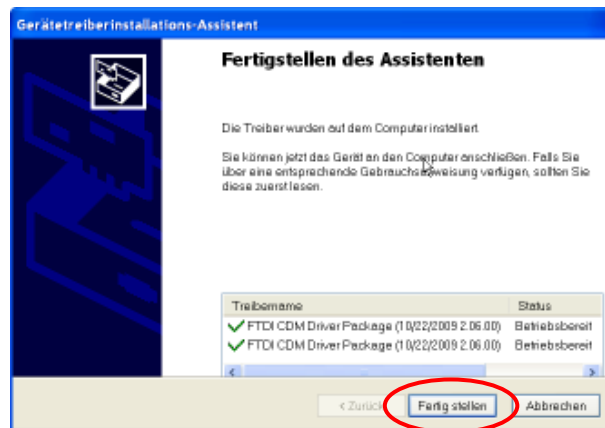 Gerätetreiberinstallations-Assistent
Fertigstellen des Assistenten
Die Treiber wurden auf dem Computer installiert
Sie können jetzt das Gerät an den Computer anschließen. Falls Sie
über eine entsprechende Gebrauchsanweisung verfügen, sollten Sie
diese zuerst lesen.
Treibername Status
FTDI CDM Driver Package (10/22/2009 2.06.00) Betriebsbereit
FTDI CDM Driver Package (10/22/2009 2.06.00) Betriebsbereit
< Zurück Fertig stellen Abbrechen